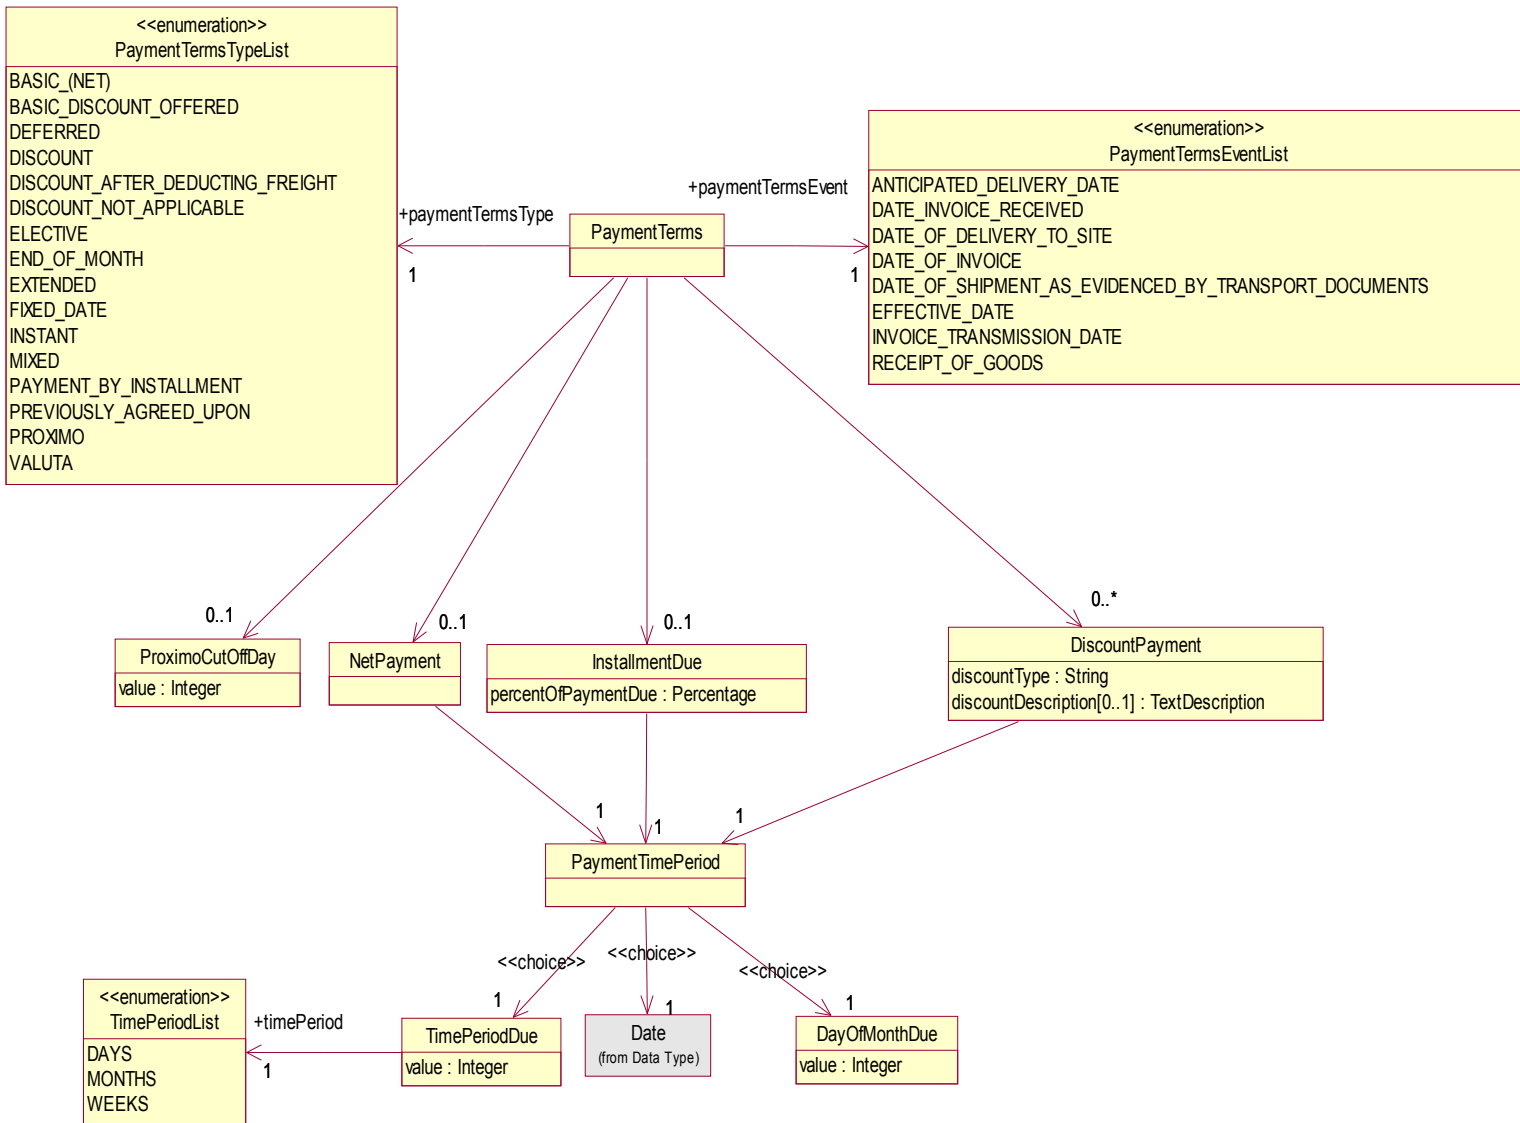 <<enumeration>>
PaymentTermsTypeList
BASIC_(NET)
BASIC_DISCOUNT_OFFERED
DEFERRED
DISCOUNT
DISCOUNT_AFTER_DEDUCTING_FREIGHT
DISCOUNT_NOT_APPLICABLE
ELECTIVE
END_OF_MONTH
EXTENDED
FIXED_DATE
INSTANT
MIXED
PAYMENT_BY_INSTALLMENT
PREVIOUSLY_AGREED_UPON
PROXIMO
VALUTA
+paymentTermsType
1
PaymentTerms
+paymentTermsEvent
1
<<enumeration>>
PaymentTermsEventList
ANTICIPATED_DELIVERY_DATE
DATE_INVOICE_RECEIVED
DATE_OF_DELIVERY_TO_SITE
DATE_OF_INVOICE
DATE_OF_SHIPMENT_AS_EVIDENCED_BY_TRANSPORT_DOCUMENTS
EFFECTIVE_DATE
INVOICE_TRANSMISSION_DATE
RECEIPT_OF_GOODS
0..1
0..1
0..1
0..*
ProximoCutOffDay
value : Integer
NetPayment
InstallmentDue
percentOfPaymentDue : Percentage
DiscountPayment
discountType : String
discountDescription[0..1] : TextDescription
1
1
1
PaymentTimePeriod
<<choice>>
<<choice>>
<<choice>>
1
1
1
<<enumeration>>
TimePeriodList
DAYS
MONTHS
WEEKS
+timePeriod
1
TimePeriodDue
value : Integer
Date
(from Data Type)
DayOfMonthDue
value : Integer